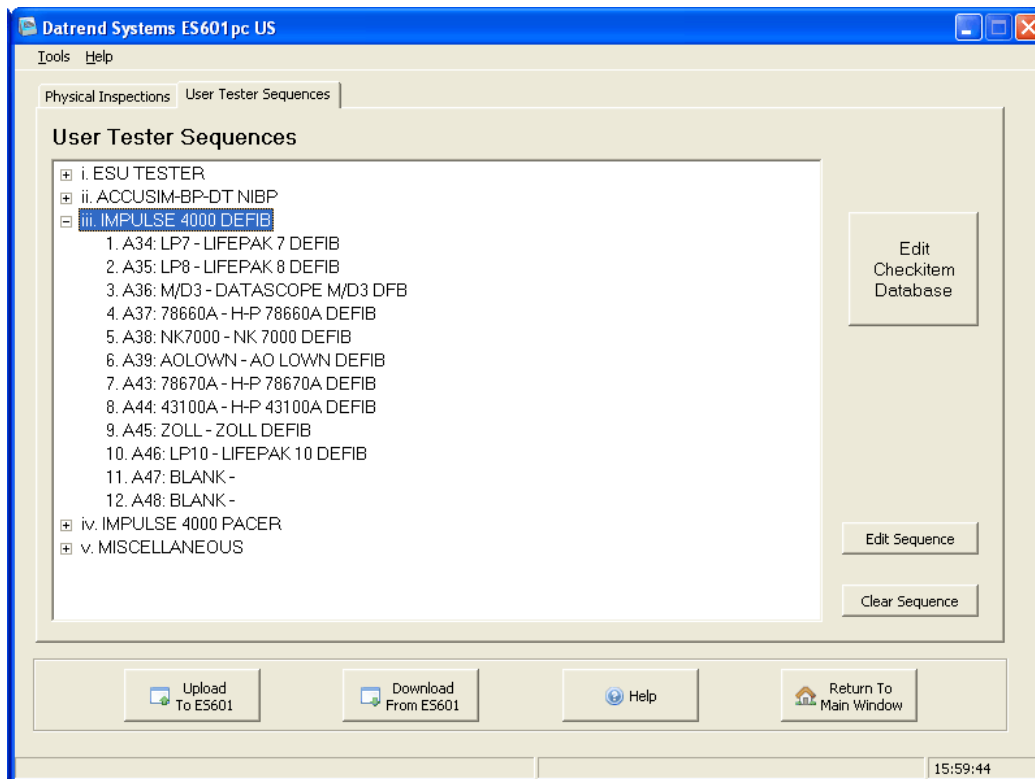 Datrend Systems ES601pc US
Tools Help
Physical Inspections User Tester Sequences
User Tester Sequences
i. ESU TESTER
ii. ACCUSIM-BP-DT NIBP
iii. IMPULSE 4000 DEFIB
1. A34: LP7 - LIFEPAK 7 DEFIB
2. A35: LP8 - LIFEPAK 8 DEFIB
3. A36: M/D3 - DATASCOPE M/D3 DFB
4. A37: 78660A - H-P 78660A DEFIB
5. A38: NK7000 - NK 7000 DEFIB
6. A39: AOLOWN - AO LOWN DEFIB
7. A43: 78670A - H-P 78670A DEFIB
8. A44: 43100A - H-P 43100A DEFIB
9. A45: ZOLL - ZOLL DEFIB
10. A46: LP10 - LIFEPAK 10 DEFIB
11. A47: BLANK -
12. A48: BLANK -
iv. IMPULSE 4000 PACER
v. MISCELLANEOUS
Edit
Checkitem
Database
Edit Sequence
Clear Sequence
Upload
To ES601
Download
From ES601
Help
Return To
Main Window
15:59:44